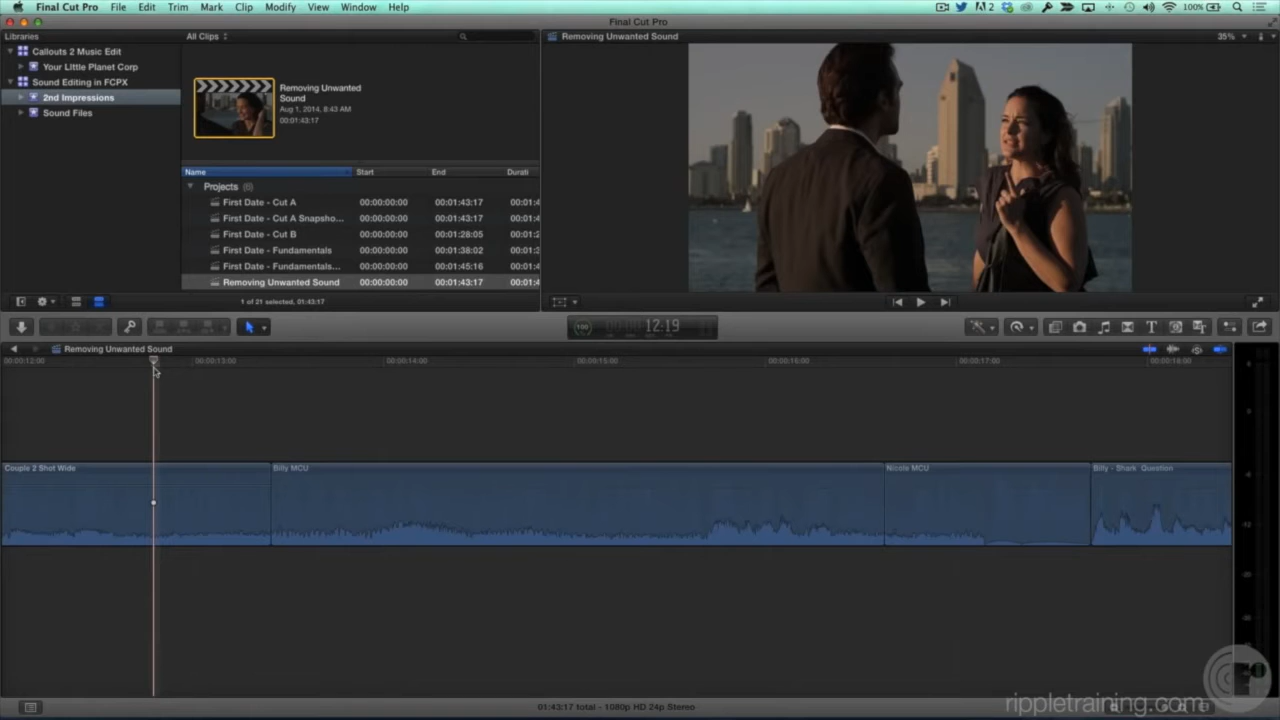 Final Cut Pro File Edit Trim Mark Clip Modify View Window Help 2 100%
Final Cut Pro
Libraries All Clips Removing Unwanted Sound 35%
Callouts 2 Music Edit
Your Little Planet Corp
Sound Editing in FCPX
2nd Impressions
Sound Files
Removing Unwanted
Sound
Aug 1, 2014, 8:43 AM
00:01:43:17
Name Start End Durati
Projects (6)
First Date - Cut A 00:00:00:00 00:01:43:17 00:01:4
First Date - Cut A Snapsho... 00:00:00:00 00:01:43:17 00:01:4
First Date - Cut B 00:00:00:00 00:01:28:05 00:01:2
First Date - Fundamentals 00:00:00:00 00:01:38:02 00:01:3
First Date - Fundamentals... 00:00:00:00 00:01:45:16 00:01:4
Removing Unwanted Sound 00:00:00:00 00:01:43:17 00:01:4
1 of 21 selected, 01:43:17
100 12:19
Removing Unwanted Sound
00:00:12:00 00:00:13:00 00:00:14:00 00:00:15:00 00:00:16:00 00:00:17:00 00:00:18:00
Couple 2 Shot Wide Billy MCU Nicole MCU Billy - Shark Question
01:43:17 total - 1080p HD 24p Stereo
rippletraining.com